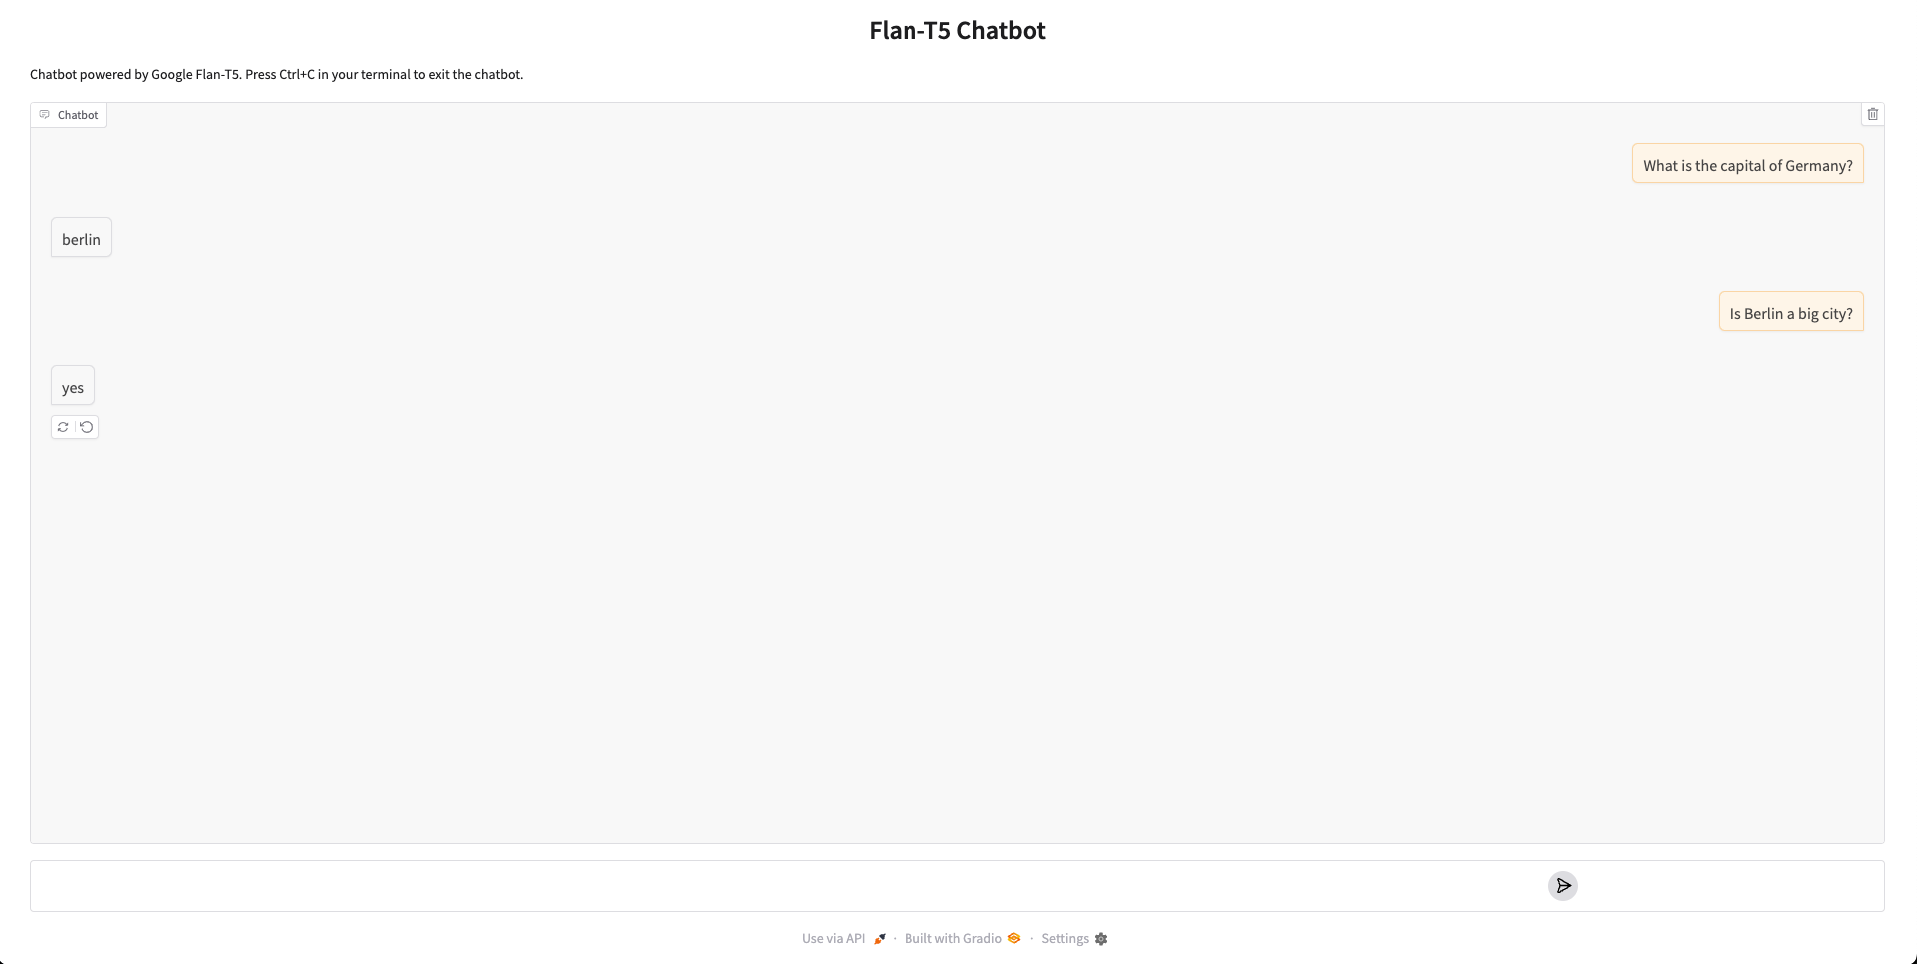 Flan-T5 Chatbot
Chatbot powered by Google Flan-T5. Press Ctrl+C in your terminal to exit the chatbot.
Chatbot
What is the capital of Germany?
berlin
Is Berlin a big city?
yes
Use via API · Built with Gradio · Settings